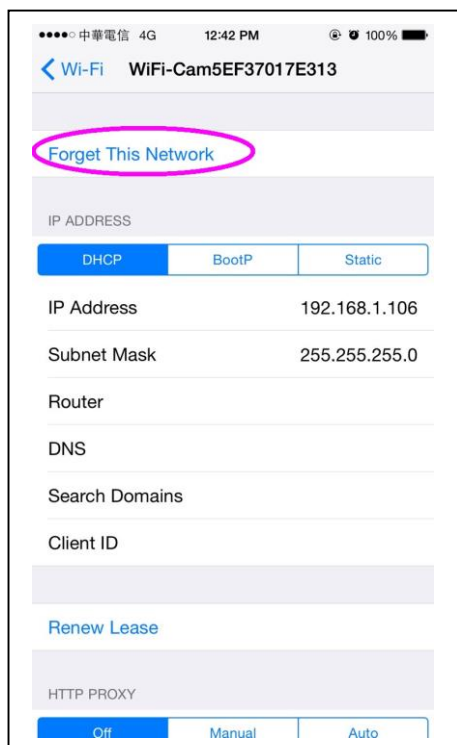 中華電信 4G 12:42 PM 100%
Wi-Fi WiFi-Cam5EF37017E313
Forget This Network
IP ADDRESS
DHCP BootP Static
IP Address 192.168.1.106
Subnet Mask 255.255.255.0
Router
DNS
Search Domains
Client ID
Renew Lease
HTTP PROXY
Off Manual Auto